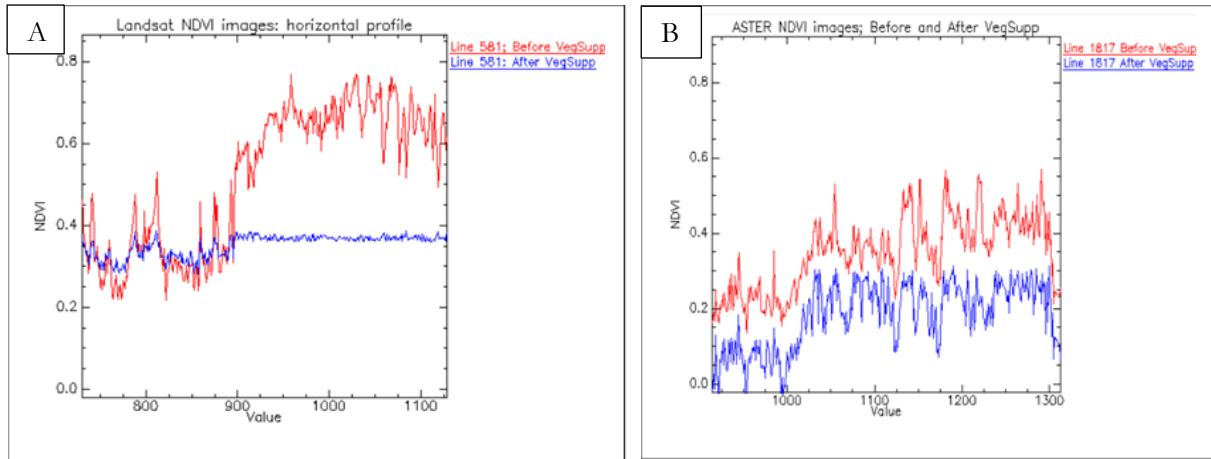 A
Landsat NDVI images: horizontal profile
Line 581; Before VegSupp
Line 581: After VegSupp
0.8
0.6
0.4
0.2
0.0
NDVI
800 900 1000 1100
Value
B
ASTER NDVI images; Before and After VegSupp
Line 1817 Before VegSup
Line 1817 After VegSupp
0.8
0.6
0.4
0.2
0.0
NDVI
1000 1100 1200 1300
Value